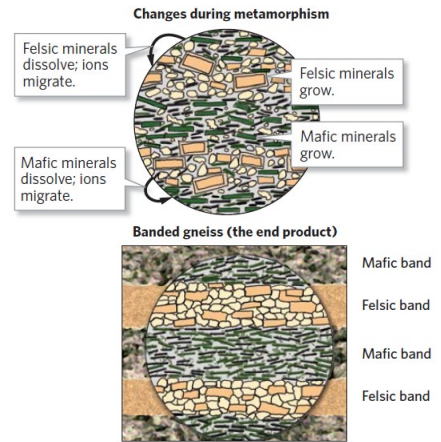 Changes during metamorphism
Felsic minerals
dissolve; ions
migrate.
Felsic minerals
grow.
Mafic minerals
grow.
Mafic minerals
dissolve; ions
migrate.
Banded gneiss (the end product)
Mafic band
Felsic band
Mafic band
Felsic band